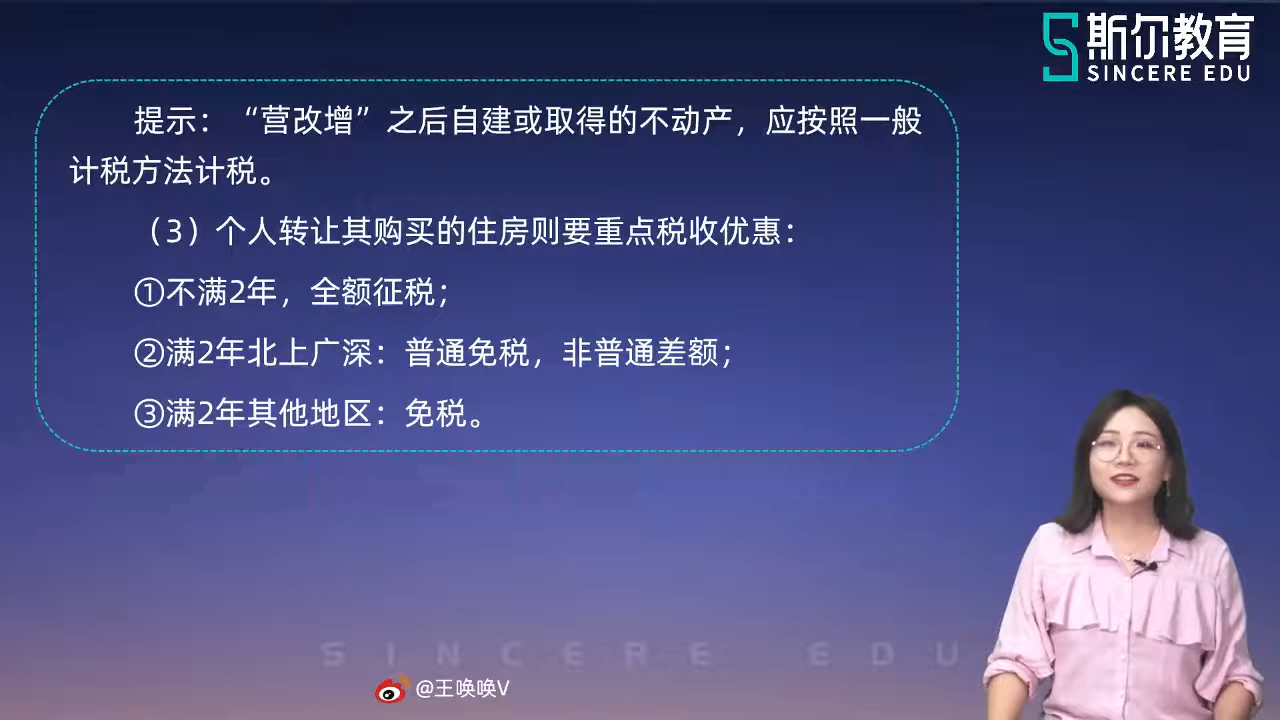 斯尔教育
SINCERE EDU
提示：“营改增”之后自建或取得的不动产，应按照一般
计税方法计税。
（3）个人转让其购买的住房则要重点税收优惠：
①不满2年，全额征税；
②满2年北上广深：普通免税，非普通差额；
③满2年其他地区：免税。
SINCERE EDU
@王唤唤V